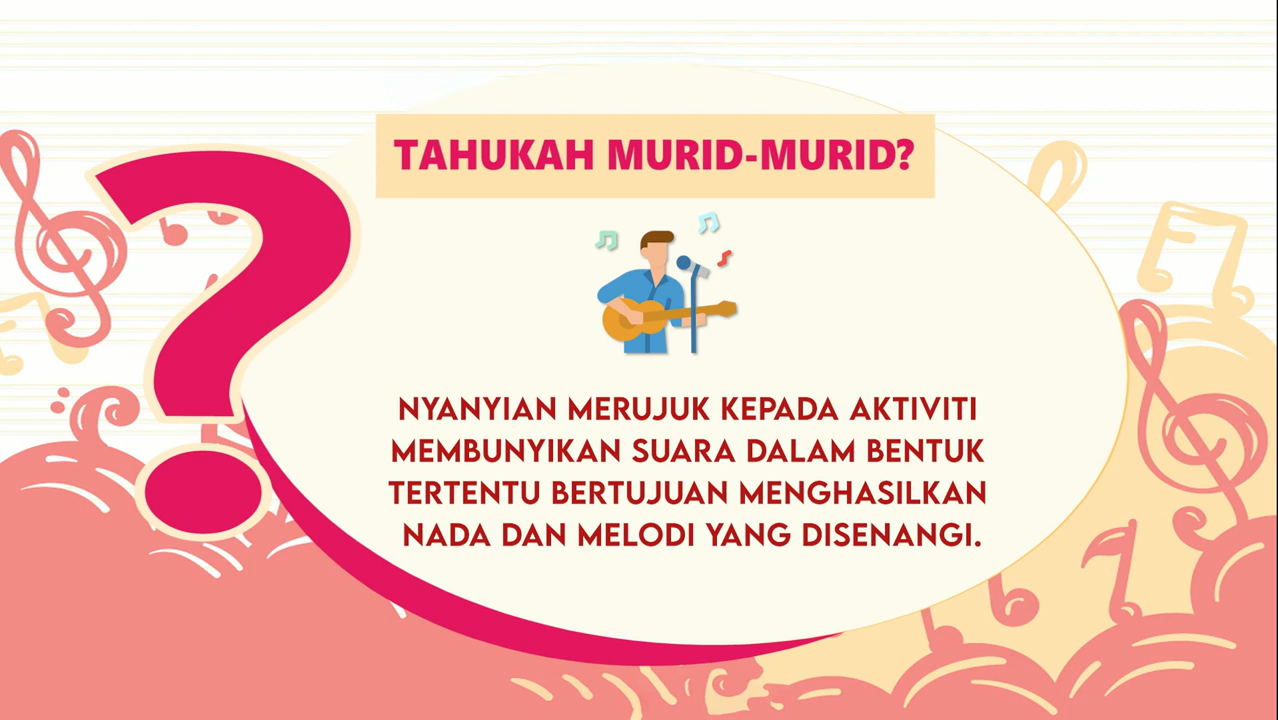 TAHUKAH MURID-MURID?
NYANYIAN MERUJUK KEPADA AKTIVITI
MEMBUNYIKAN SUARA DALAM BENTUK
TERTENTU BERTUJUAN MENGHASILKAN
NADA DAN MELODI YANG DISENANGI.